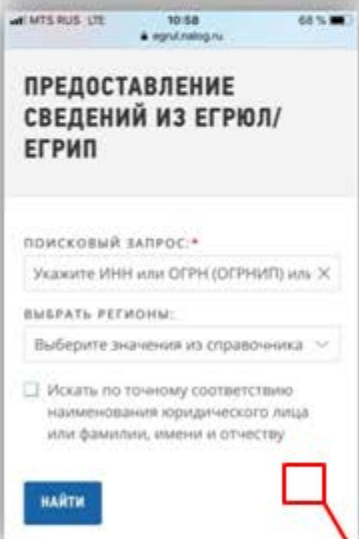 MTS RUS LTE 10:58 68 %
egrul.nalog.ru
ПРЕДОСТАВЛЕНИЕ
СВЕДЕНИЙ ИЗ ЕГРЮЛ/
ЕГРИП
ПОИСКОВЫЙ ЗАПРОС:*
Укажите ИНН или ОГРН (ОГРНИП) иль
ВЫБРАТЬ РЕГИОНЫ:
Выберите значения из справочника
Искать по точному соответствию
наименования юридического лица
или фамилии, имени и отчеству
НАЙТИ